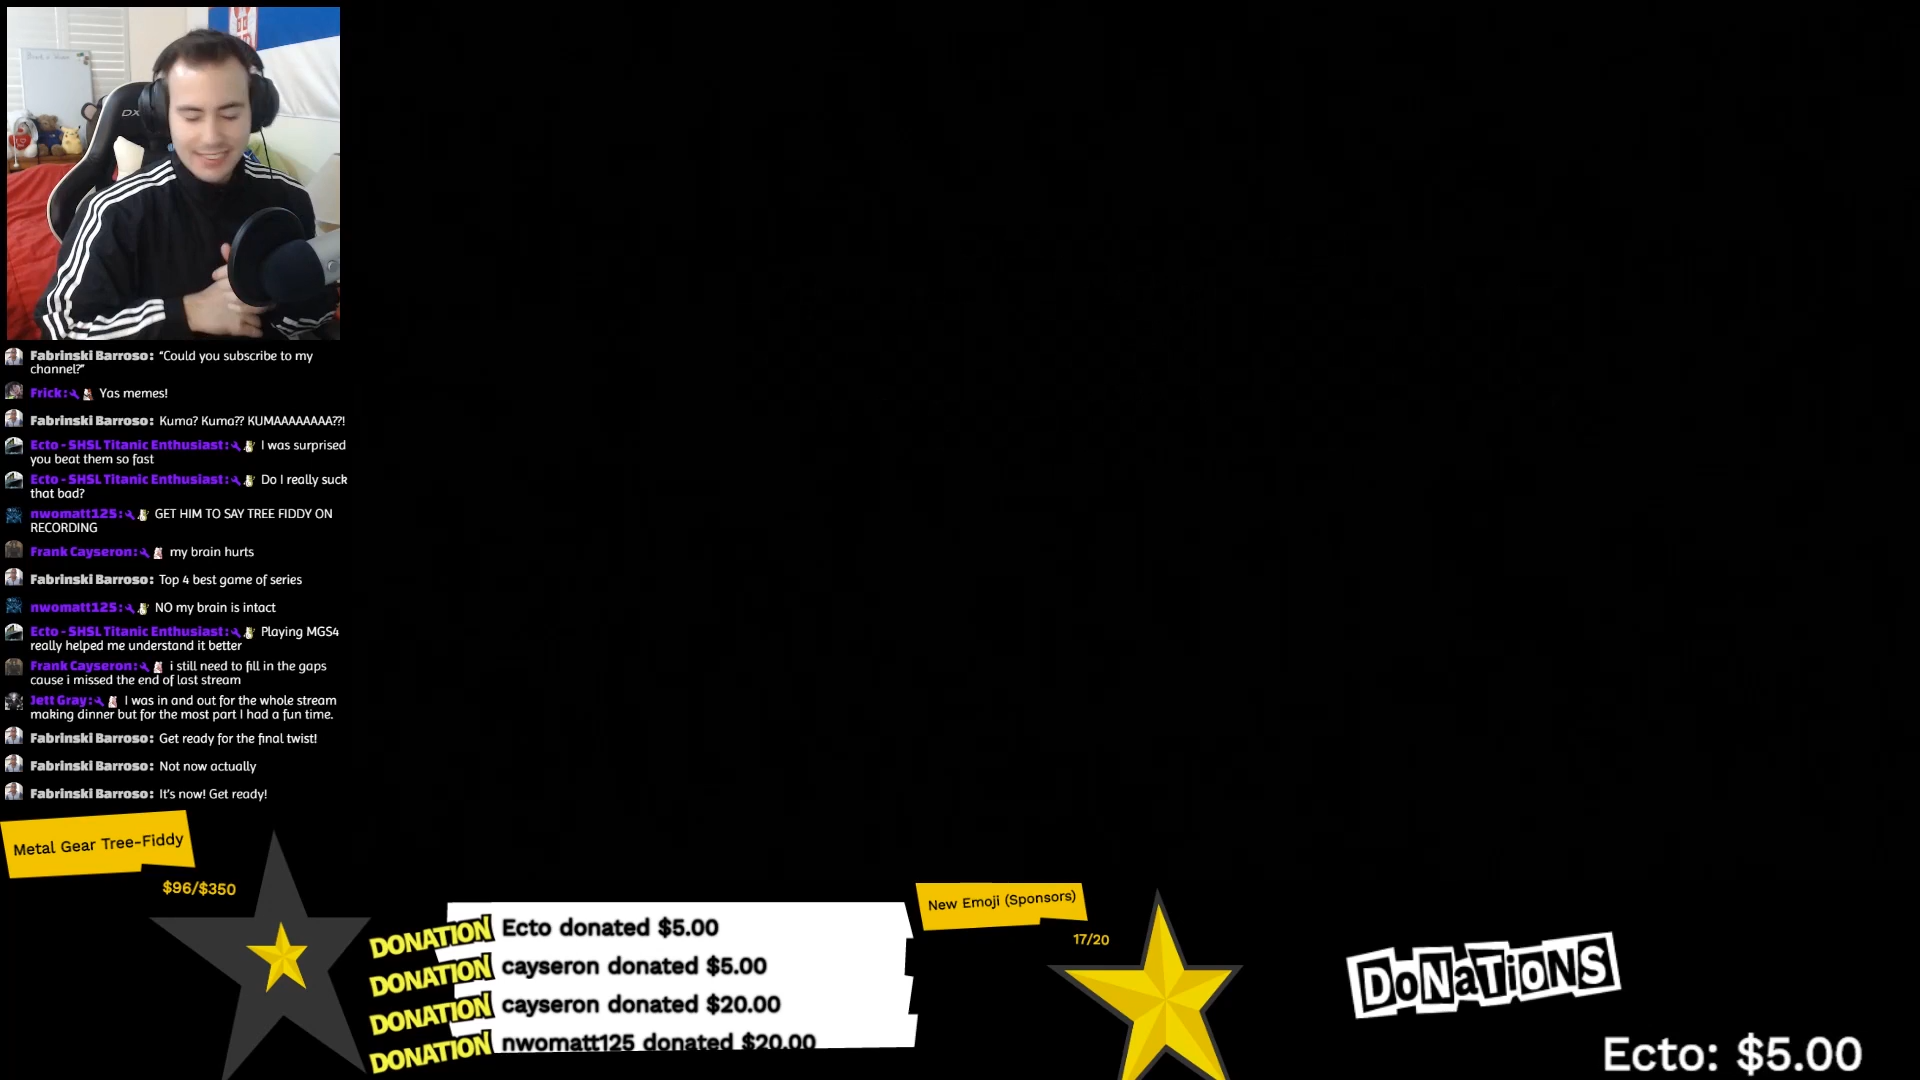 DX
Fabrinski Barroso: “Could you subscribe to my
channel?”
Frick: Yas memes!
Fabrinski Barroso: Kuma? Kuma?? KUMAAAAAAAA??!
Ecto - SHSL Titanic Enthusiast: I was surprised
you beat them so fast
Ecto - SHSL Titanic Enthusiast: Do I really suck
that bad?
nwomatt125: GET HIM TO SAY TREE FIDDY ON
RECORDING
Frank Cayseron: my brain hurts
Fabrinski Barroso: Top 4 best game of series
nwomatt125: NO my brain is intact
Ecto - SHSL Titanic Enthusiast: Playing MGS4
really helped me understand it better
Frank Cayseron: i still need to fill in the gaps
cause i missed the end of last stream
Jett Gray: I was in and out for the whole stream
making dinner but for the most part I had a fun time.
Fabrinski Barroso: Get ready for the final twist!
Fabrinski Barroso: Not now actually
Fabrinski Barroso: It's now! Get ready!
Metal Gear Tree-Fiddy
$96/$350
DONATION Ecto donated $5.00
DONATION cayseron donated $5.00
DONATION cayseron donated $20.00
DONATION nwomatt125 donated $20.00
New Emoji (Sponsors)
17/20
DoNaTiONS
Ecto: $5.00